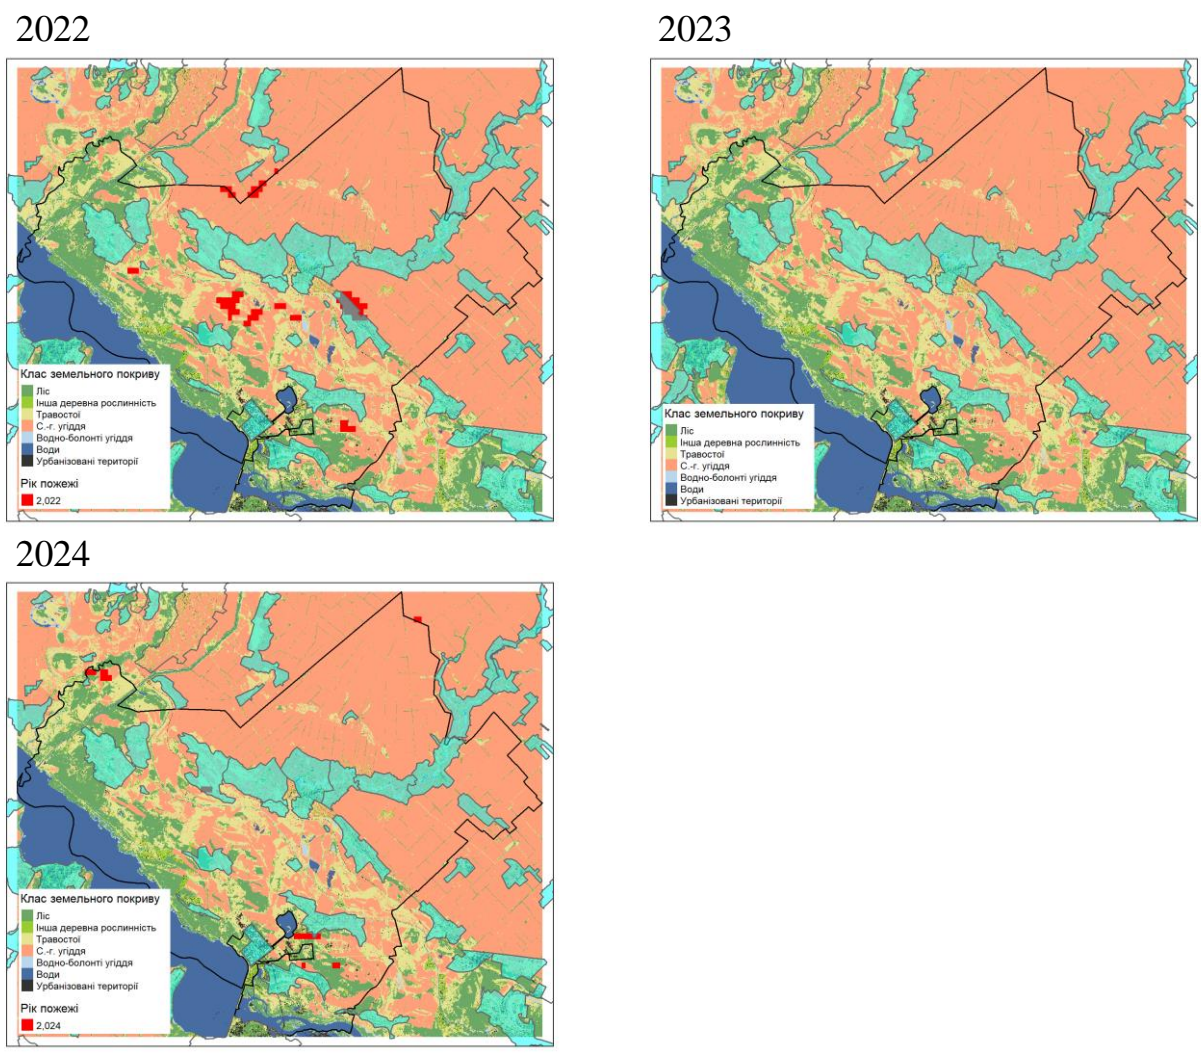 2022
2023
Клас земельного покриву
Ліс
Інша деревна рослинність
Травостої
С.-г. угіддя
Водно-болонті угіддя
Води
Урбанізовані території
Рік пожежі
2,022
Клас земельного покриву
Ліс
Інша деревна рослинність
Травостої
С.-г. угіддя
Водно-болонті угіддя
Води
Урбанізовані території
2024
Клас земельного покриву
Ліс
Інша деревна рослинність
Травостої
С.-г. угіддя
Водно-болонті угіддя
Води
Урбанізовані території
Рік пожежі
2,024